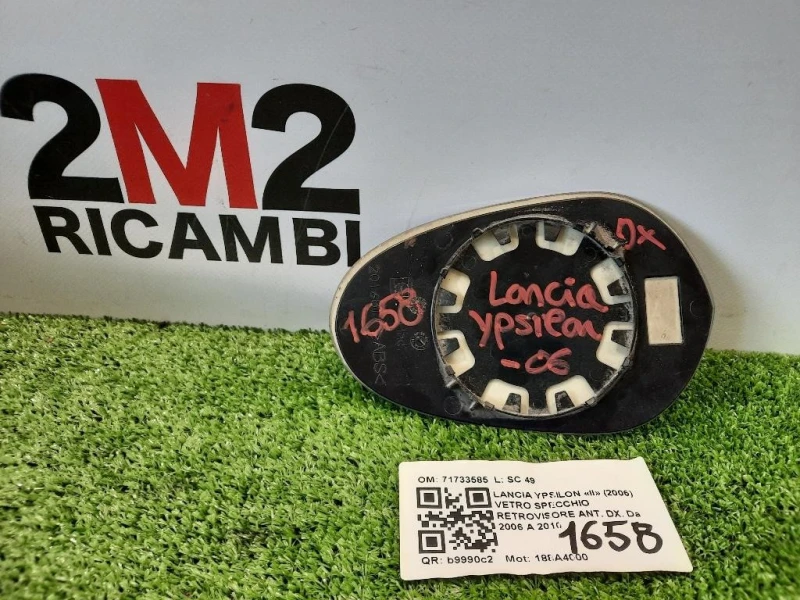 2M2
RICAMBI
DX
1658
Lancia
ypsilon
-06
ABS<
OM: 71733585 L: SC 49
LANCIA YPSILON «II» (2006)
VETRO SPECCHIO
RETROVISORE ANT. DX. Da
2006 A 2010
1658
QR: b9990c2 Mot: 188A4000